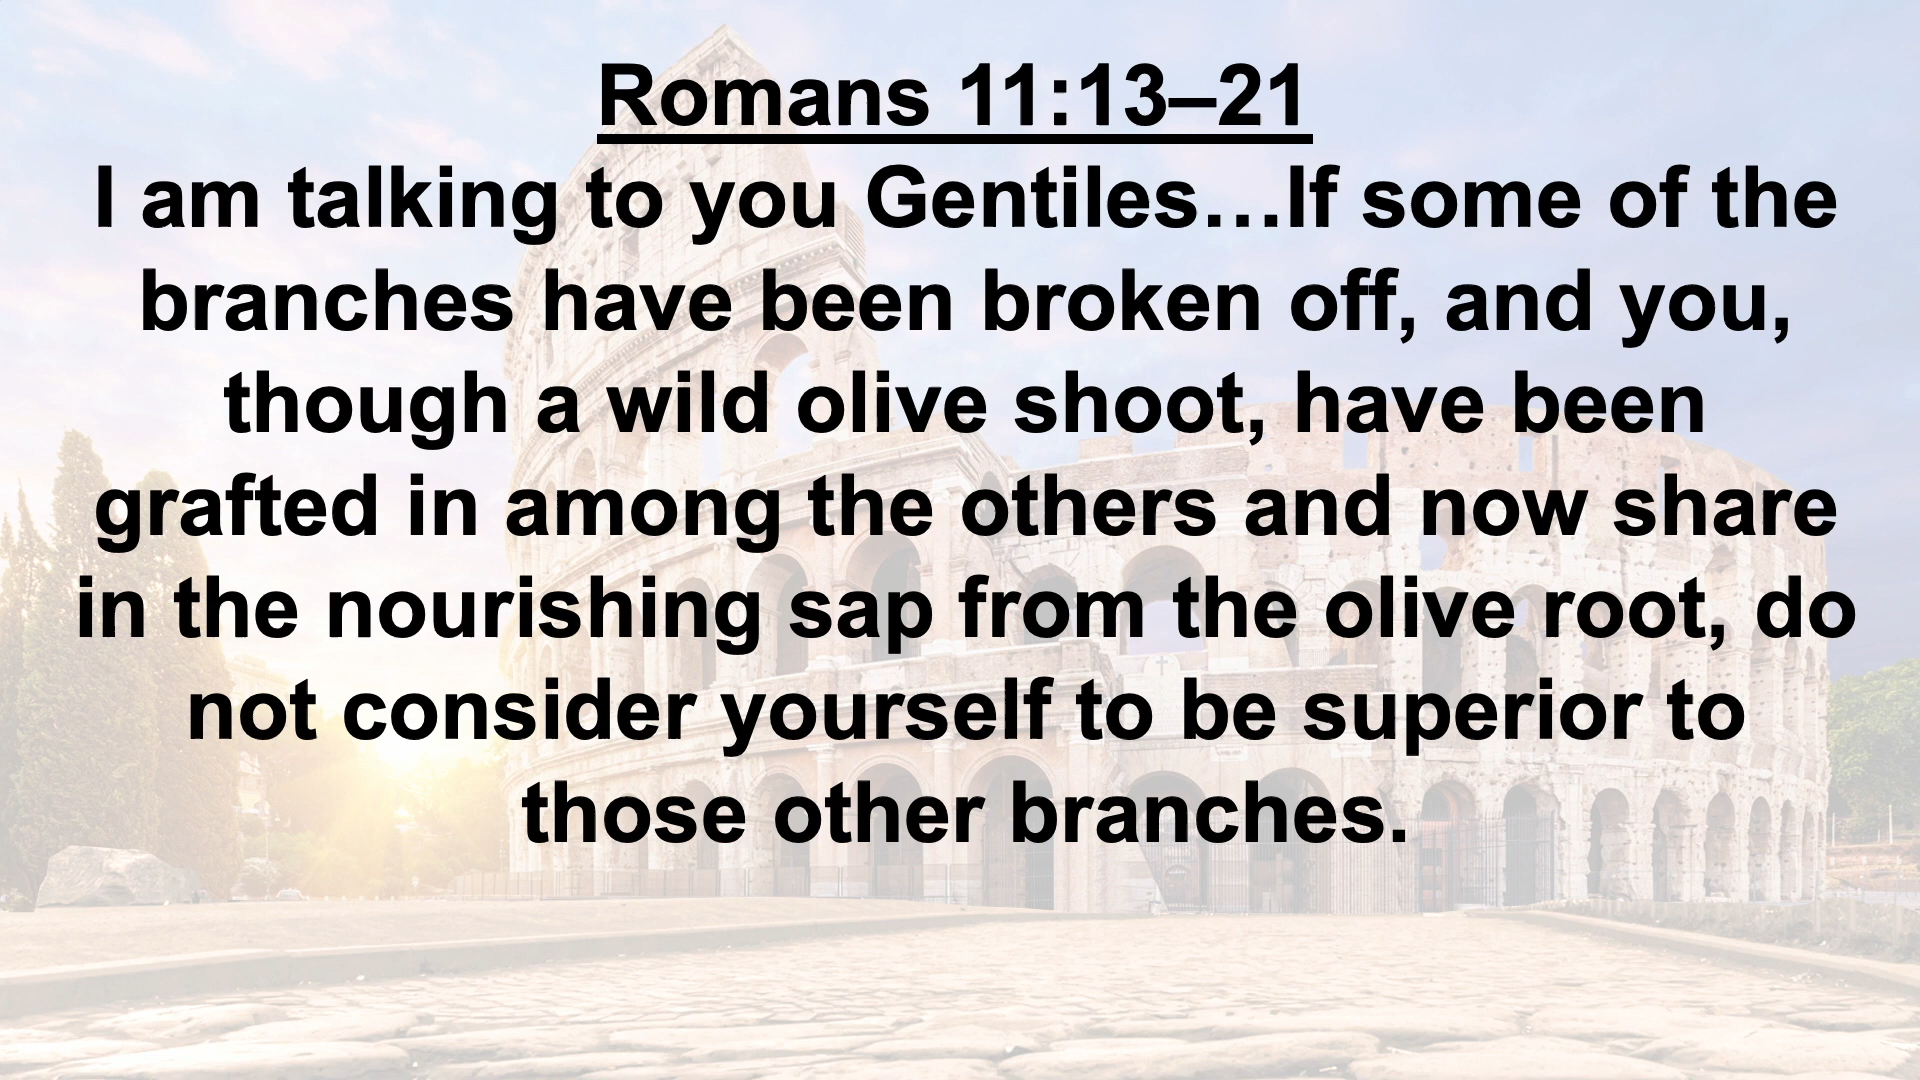 Romans 11:13–21
I am talking to you Gentiles…If some of the
branches have been broken off, and you,
though a wild olive shoot, have been
grafted in among the others and now share
in the nourishing sap from the olive root, do
not consider yourself to be superior to
those other branches.